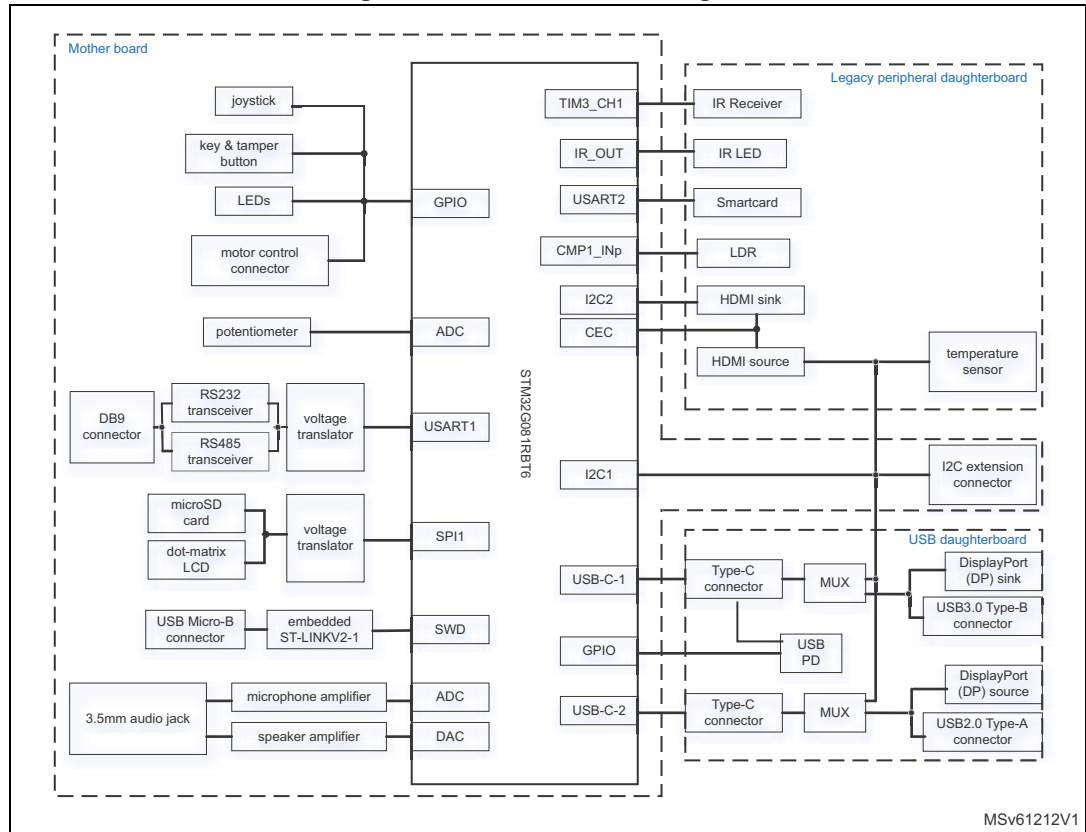 Mother board
Legacy peripheral daughterboard
joystick
key & tamper
button
LEDs
motor control
connector
GPIO
potentiometer
ADC
DB9
connector
RS232
transceiver
RS485
transceiver
voltage
translator
USART1
microSD
card
dot-matrix
LCD
voltage
translator
SPI1
USB Micro-B
connector
embedded
ST-LINKV2-1
SWD
3.5mm audio jack
microphone amplifier
ADC
speaker amplifier
DAC
STM32G081RBT6
TIM3_CH1
IR Receiver
IR_OUT
IR LED
USART2
Smartcard
CMP1_INp
LDR
I2C2
HDMI sink
CEC
HDMI source
temperature
sensor
I2C1
I2C extension
connector
USB daughterboard
USB-C-1
Type-C
connector
MUX
DisplayPort
(DP) sink
USB3.0 Type-B
connector
GPIO
USB
PD
USB-C-2
Type-C
connector
MUX
DisplayPort
(DP) source
USB2.0 Type-A
connector
MSv61212V1